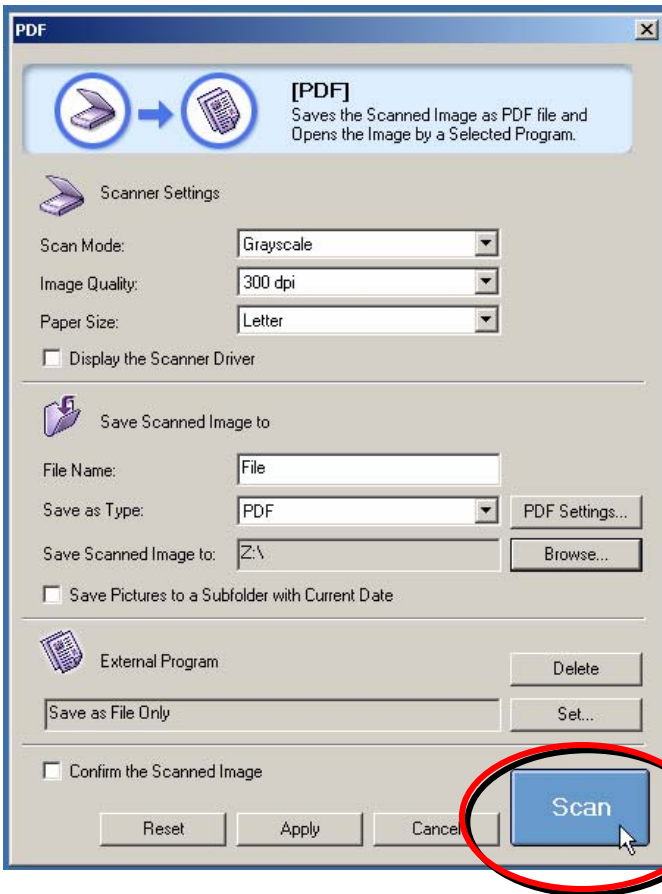 PDF
[PDF]
Saves the Scanned Image as PDF file and
Opens the Image by a Selected Program.
Scanner Settings
Scan Mode: Grayscale
Image Quality: 300 dpi
Paper Size: Letter
Display the Scanner Driver
Save Scanned Image to
File Name: File
Save as Type: PDF PDF Settings...
Save Scanned Image to: Z:\ Browse...
Save Pictures to a Subfolder with Current Date
External Program Delete
Save as File Only Set...
Confirm the Scanned Image
Reset Apply Cancel Scan